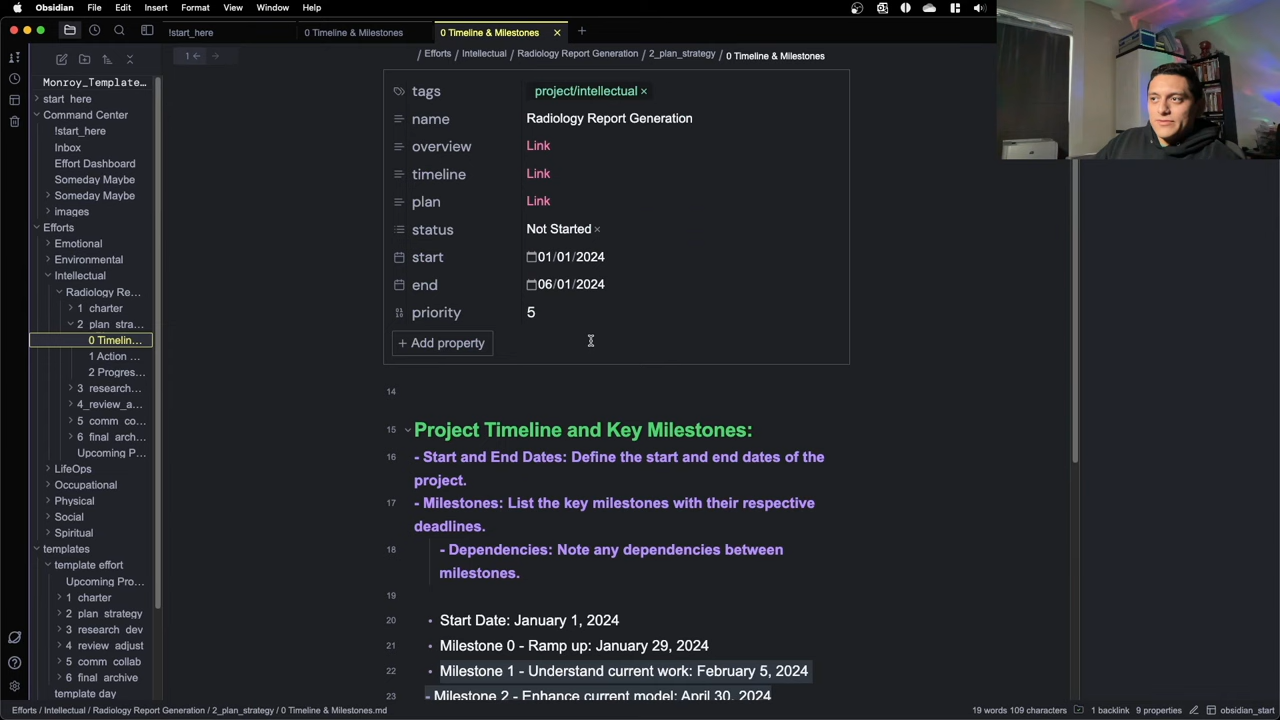 Obsidian File Edit Insert Format View Window Help
!start_here
0 Timeline & Milestones
0 Timeline & Milestones
1
/ Efforts / Intellectual / Radiology Report Generation / 2_plan_strategy / 0 Timeline & Milestones
Monroy_Template...
start here
Command Center
!start_here
Inbox
Effort Dashboard
Someday Maybe
Someday Maybe
images
Efforts
Emotional
Environmental
Intellectual
Radiology Re...
1 charter
2 plan stra...
0 Timelin...
1 Action ...
2 Progres...
3 research...
4_review_a...
5 comm co...
6 final arch...
Upcoming P...
LifeOps
Occupational
Physical
Social
Spiritual
templates
template effort
Upcoming Pro...
1 charter
2 plan strategy
3 research dev
4 review adjust
5 comm collab
6 final archive
template day
tags project/intellectual ×
name Radiology Report Generation
overview Link
timeline Link
plan Link
status Not Started ×
start 01/01/2024
end 06/01/2024
priority 5
+ Add property
14
15 Project Timeline and Key Milestones:
16 - Start and End Dates: Define the start and end dates of the
project.
17 - Milestones: List the key milestones with their respective
deadlines.
18 - Dependencies: Note any dependencies between
milestones.
19
20 • Start Date: January 1, 2024
21 • Milestone 0 - Ramp up: January 29, 2024
22 • Milestone 1 - Understand current work: February 5, 2024
23 - Milestone 2 - Enhance current model: April 30, 2024
Efforts / Intellectual / Radiology Report Generation / 2_plan_strategy / 0 Timeline & Milestones.md
19 words 109 characters 1 backlink 9 properties obsidian_start